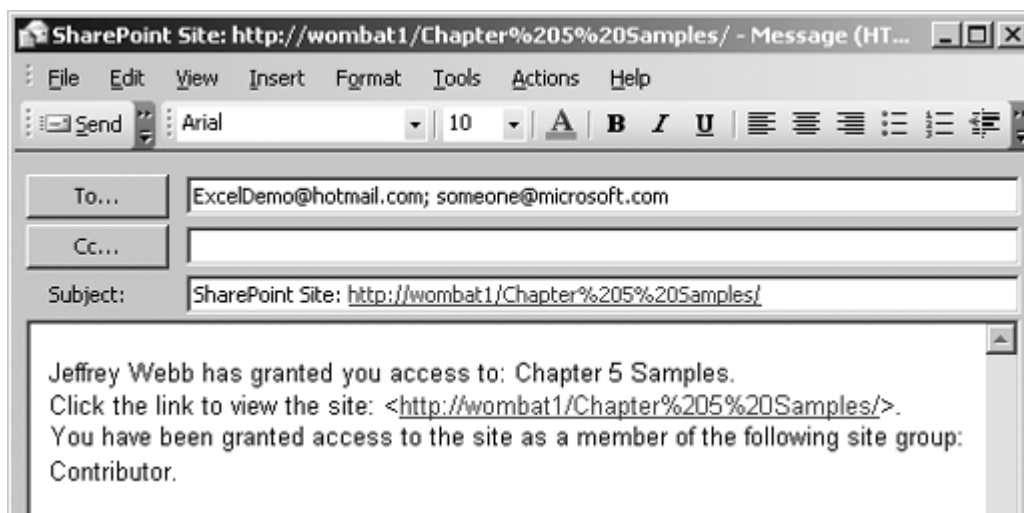 SharePoint Site: http://wombat1/Chapter%205%20Samples/ - Message (HT...
File Edit View Insert Format Tools Actions Help
Send Arial 10 A B I U
To... ExcelDemo@hotmail.com; someone@microsoft.com
Cc...
Subject: SharePoint Site: http://wombat1/Chapter%205%20Samples/
Jeffrey Webb has granted you access to: Chapter 5 Samples.
Click the link to view the site: <http://wombat1/Chapter%205%20Samples/>.
You have been granted access to the site as a member of the following site group:
Contributor.